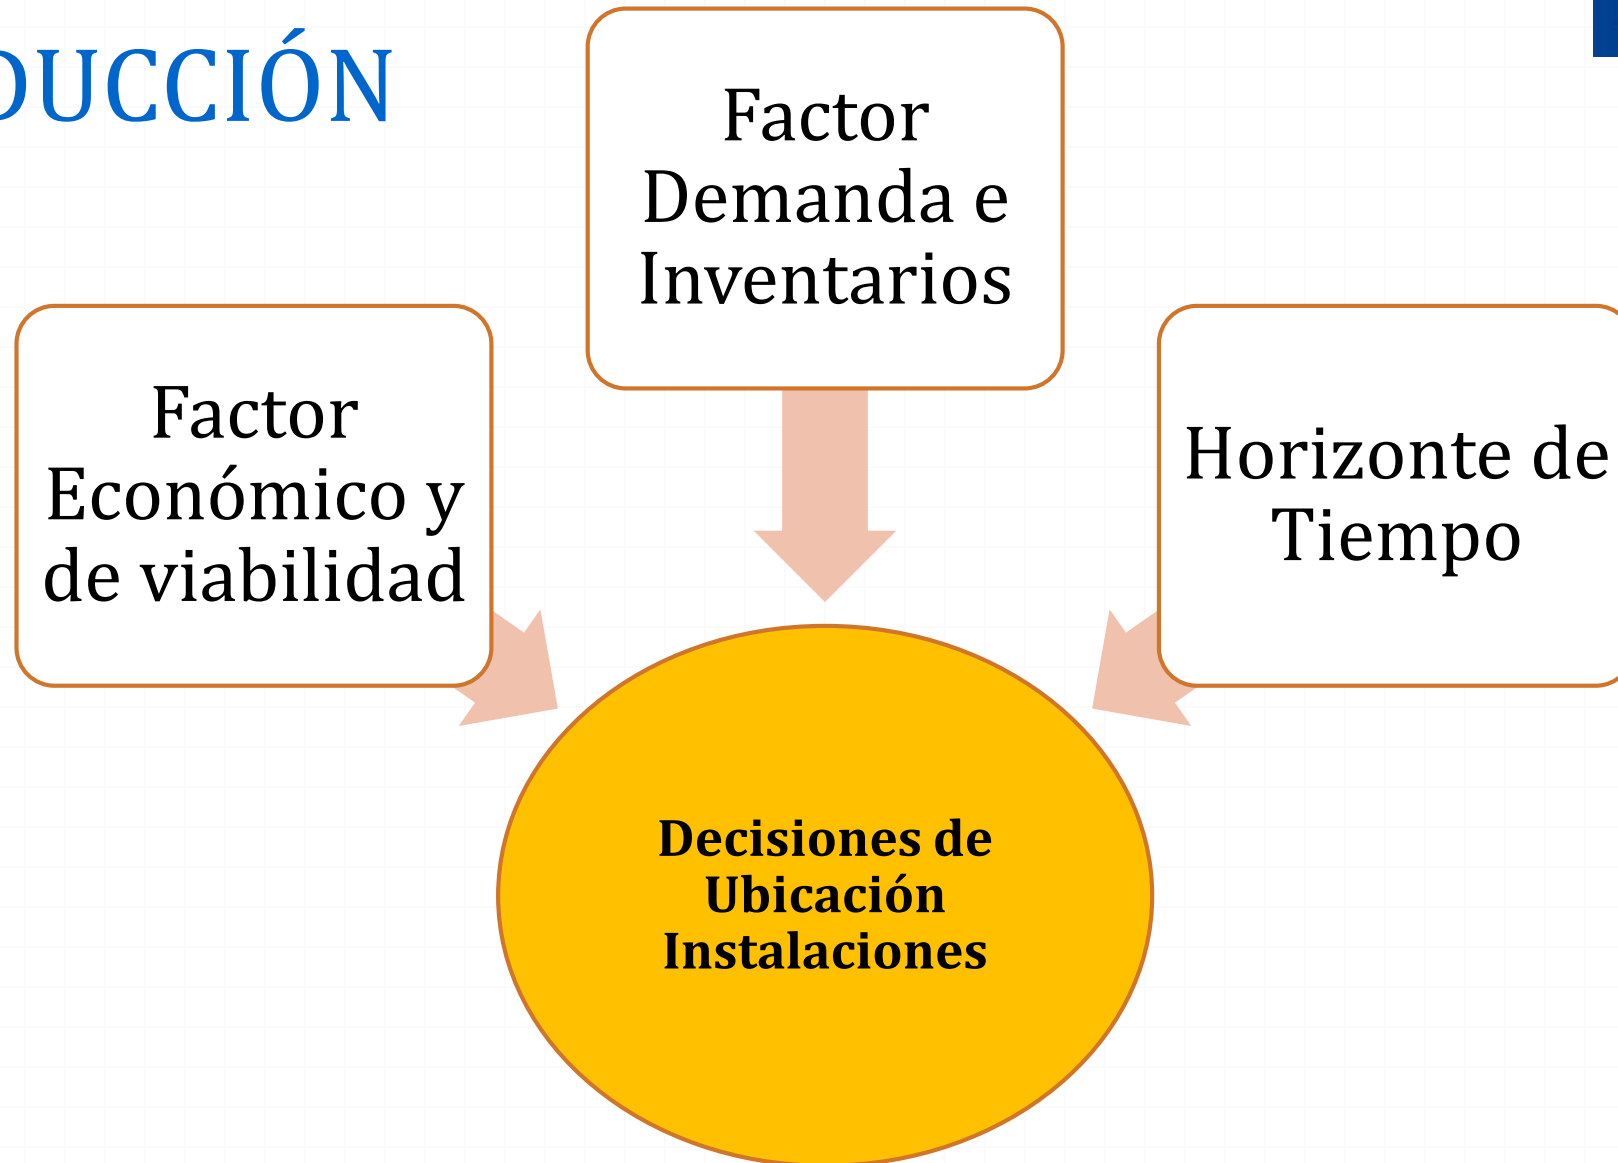 DUCCIÓN
Factor
Demanda e
Inventarios
Factor
Económico y
de viabilidad
Horizonte de
Tiempo
Decisiones de
Ubicación
Instalaciones